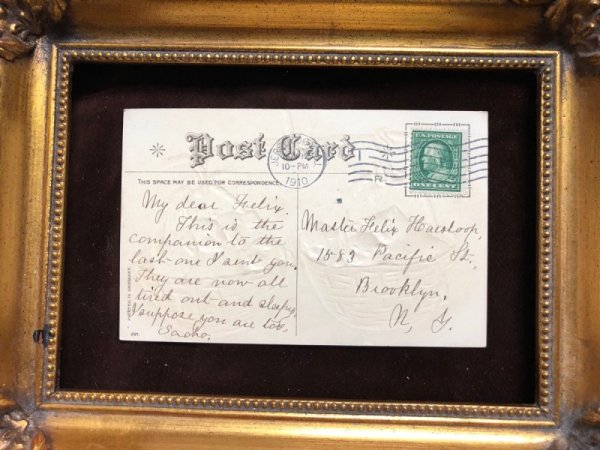 Post Card
THIS SPACE MAY BE USED FOR CORRESPONDENCE.
My dear Felix.
This is the
companion to the
last one I sent you.
They are now all
tired out and sleepy,
I suppose you are too,
JER
10-PM
1910
R
U.S. POSTAGE
ONE CENT
Master Felix
1583 Pacific St.
Brooklyn,
N. Y.